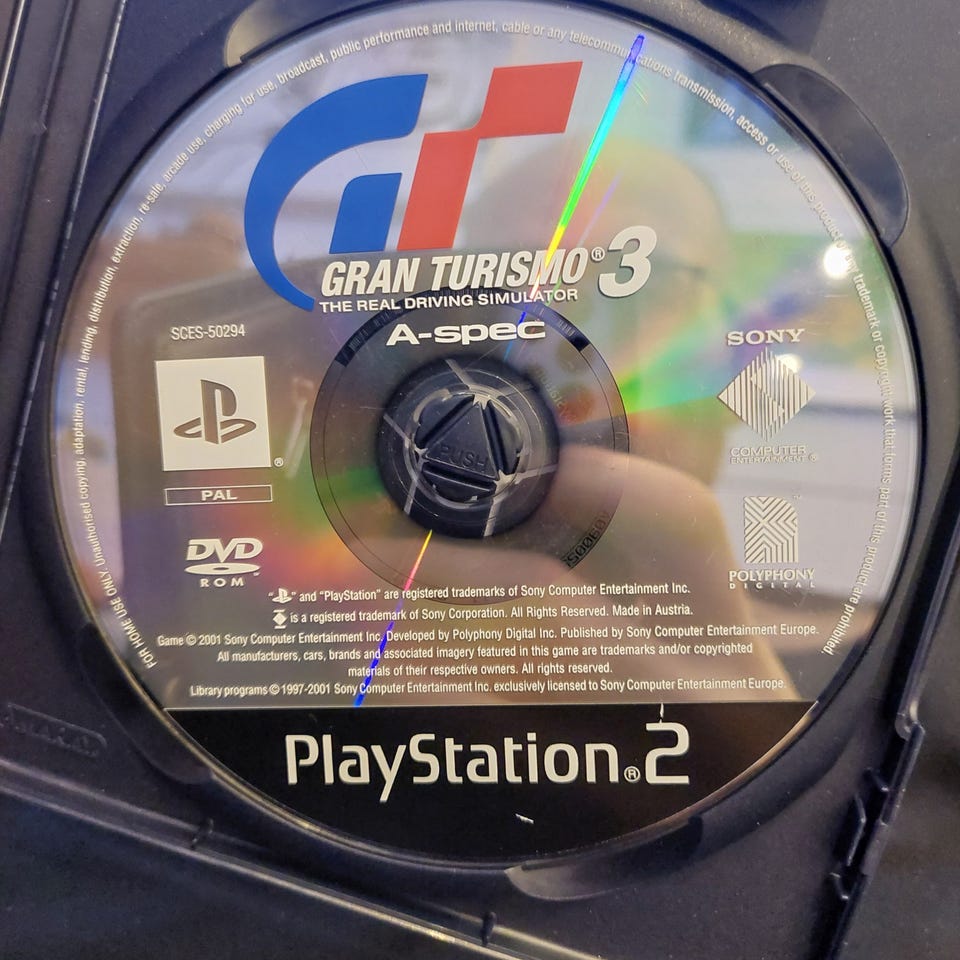 FOR HOME USE ONLY. Unauthorised copying, adaptation, rental, lending, distribution, extraction, re-sale, arcade use, charging for use, broadcast, public performance and internet, cable or any telecommunications transmission, access or use of this product or any trademark or copyright work that forms part of this product are prohibited.
GT
GRAN TURISMO® 3
THE REAL DRIVING SIMULATOR
A-spec
SCES-50294
SONY
COMPUTER
ENTERTAINMENT ®
®
PAL
PUSH
DVD
ROM
™
POLYPHONY
DIGITAL
" " and "PlayStation" are registered trademarks of Sony Computer Entertainment Inc.
is a registered trademark of Sony Corporation. All Rights Reserved. Made in Austria.
Game © 2001 Sony Computer Entertainment Inc. Developed by Polyphony Digital Inc. Published by Sony Computer Entertainment Europe.
All manufacturers, cars, brands and associated imagery featured in this game are trademarks and/or copyrighted
materials of their respective owners. All rights reserved.
Library programs © 1997-2001 Sony Computer Entertainment Inc. exclusively licensed to Sony Computer Entertainment Europe.
PlayStation®2